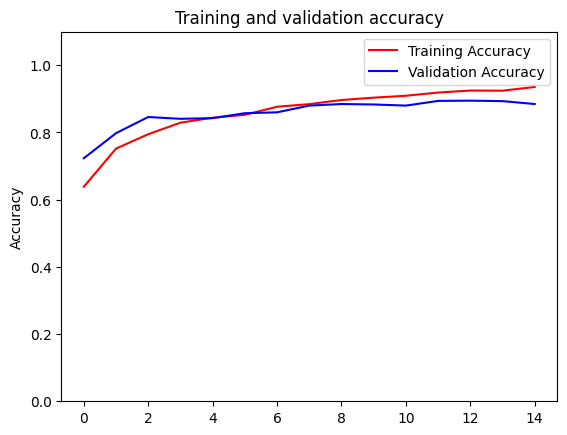 Training and validation accuracy
Training Accuracy
Validation Accuracy
Accuracy
1.0
0.8
0.6
0.4
0.2
0.0
0 2 4 6 8 10 12 14